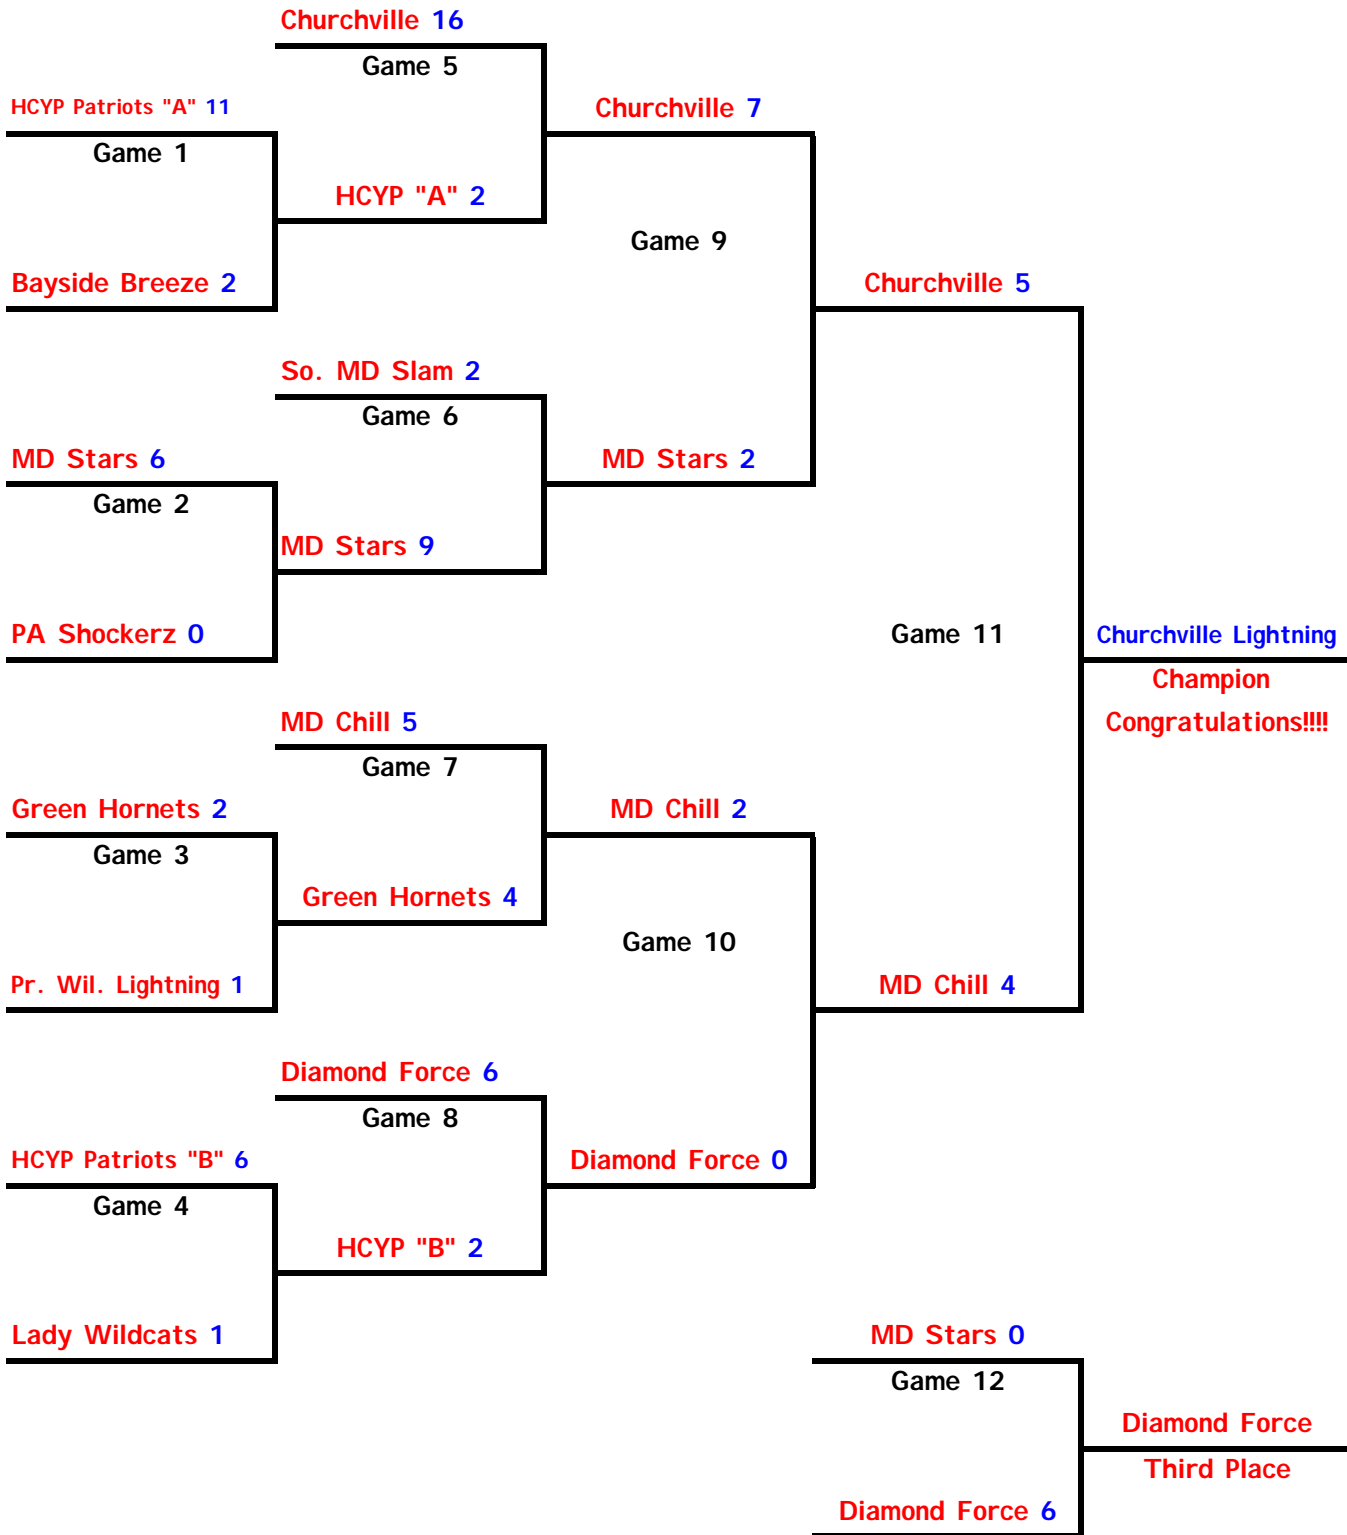 Churchville 16
Game 5
HCYP Patriots "A" 11
Churchville 7
Game 1
HCYP "A" 2
Game 9
Bayside Breeze 2
Churchville 5
So. MD Slam 2
Game 6
MD Stars 6
MD Stars 2
Game 2
MD Stars 9
PA Shockerz 0
Game 11
Churchville Lightning
Champion
MD Chill 5
Congratulations!!!!
Game 7
Green Hornets 2
MD Chill 2
Game 3
Green Hornets 4
Game 10
Pr. Wil. Lightning 1
MD Chill 4
Diamond Force 6
Game 8
HCYP Patriots "B" 6
Diamond Force 0
Game 4
HCYP "B" 2
Lady Wildcats 1
MD Stars 0
Game 12
Diamond Force
Third Place
Diamond Force 6